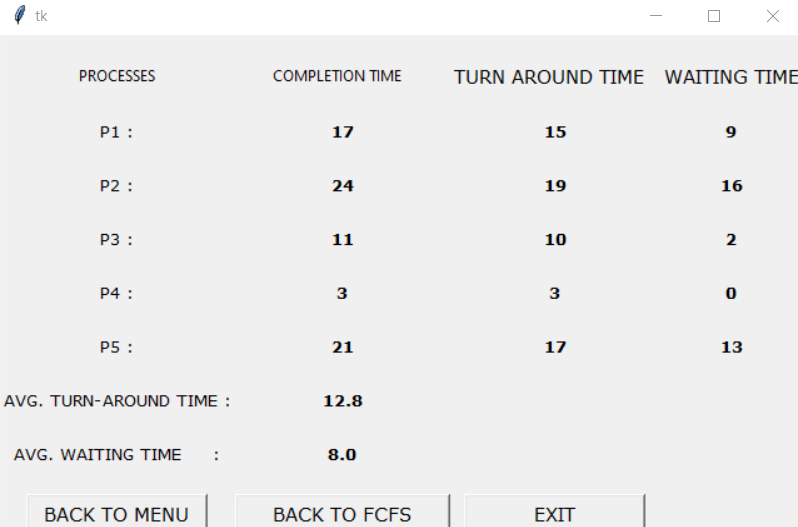 tk
PROCESSES COMPLETION TIME TURN AROUND TIME WAITING TIME
P1 : 17 15 9
P2 : 24 19 16
P3 : 11 10 2
P4 : 3 3 0
P5 : 21 17 13
AVG. TURN-AROUND TIME : 12.8
AVG. WAITING TIME : 8.0
BACK TO MENU BACK TO FCFS EXIT